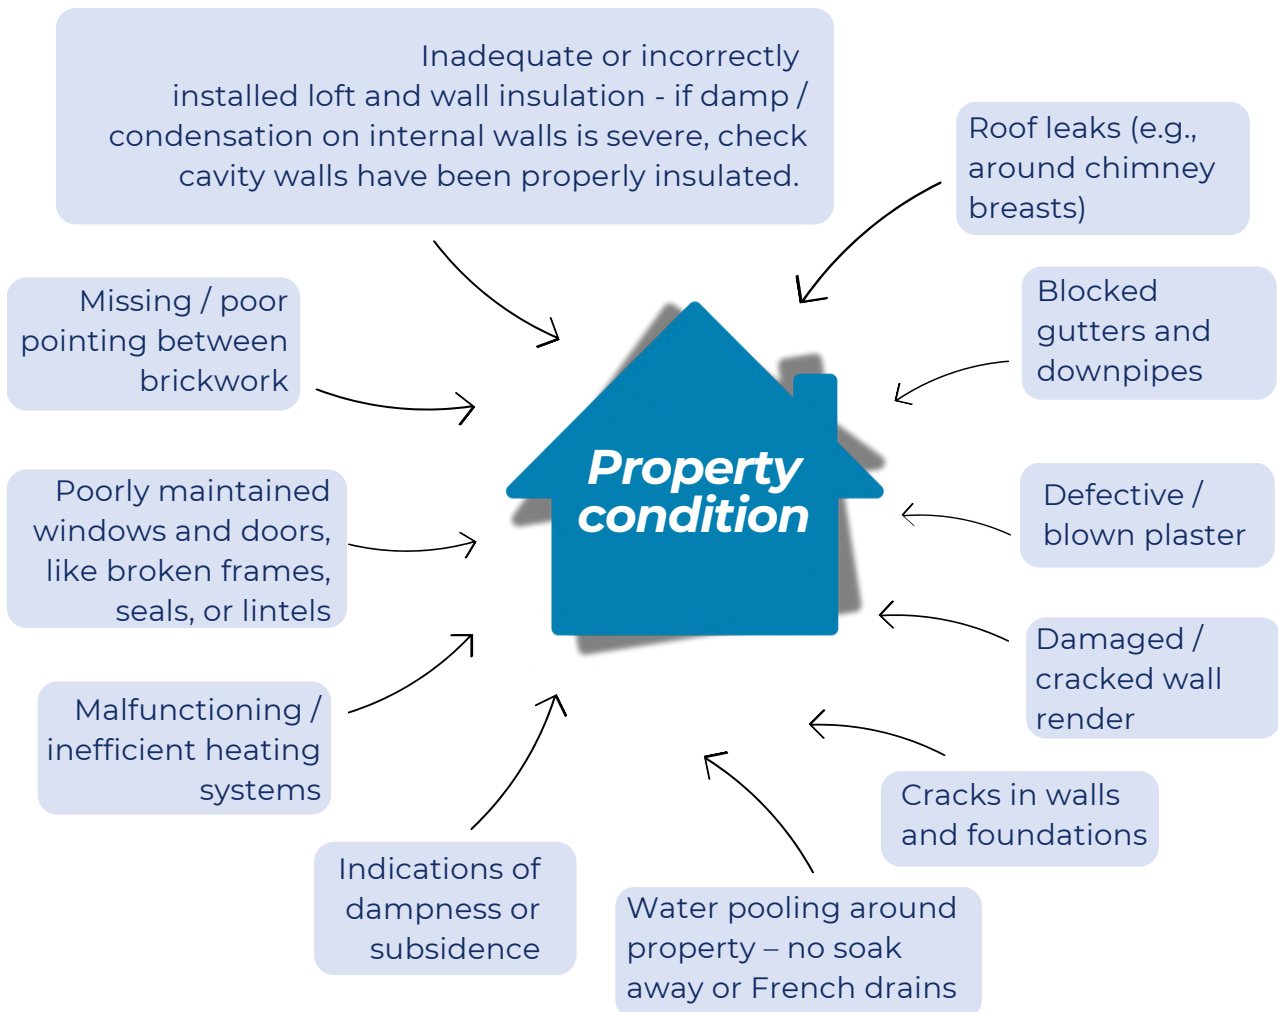 Inadequate or incorrectly
installed loft and wall insulation - if damp /
condensation on internal walls is severe, check
cavity walls have been properly insulated.
Roof leaks (e.g.,
around chimney
breasts)
Missing / poor
pointing between
brickwork
Blocked
gutters and
downpipes
Property
condition
Poorly maintained
windows and doors,
like broken frames,
seals, or lintels
Defective /
blown plaster
Damaged /
cracked wall
render
Malfunctioning /
inefficient heating
systems
Cracks in walls
and foundations
Indications of
dampness or
subsidence
Water pooling around
property – no soak
away or French drains